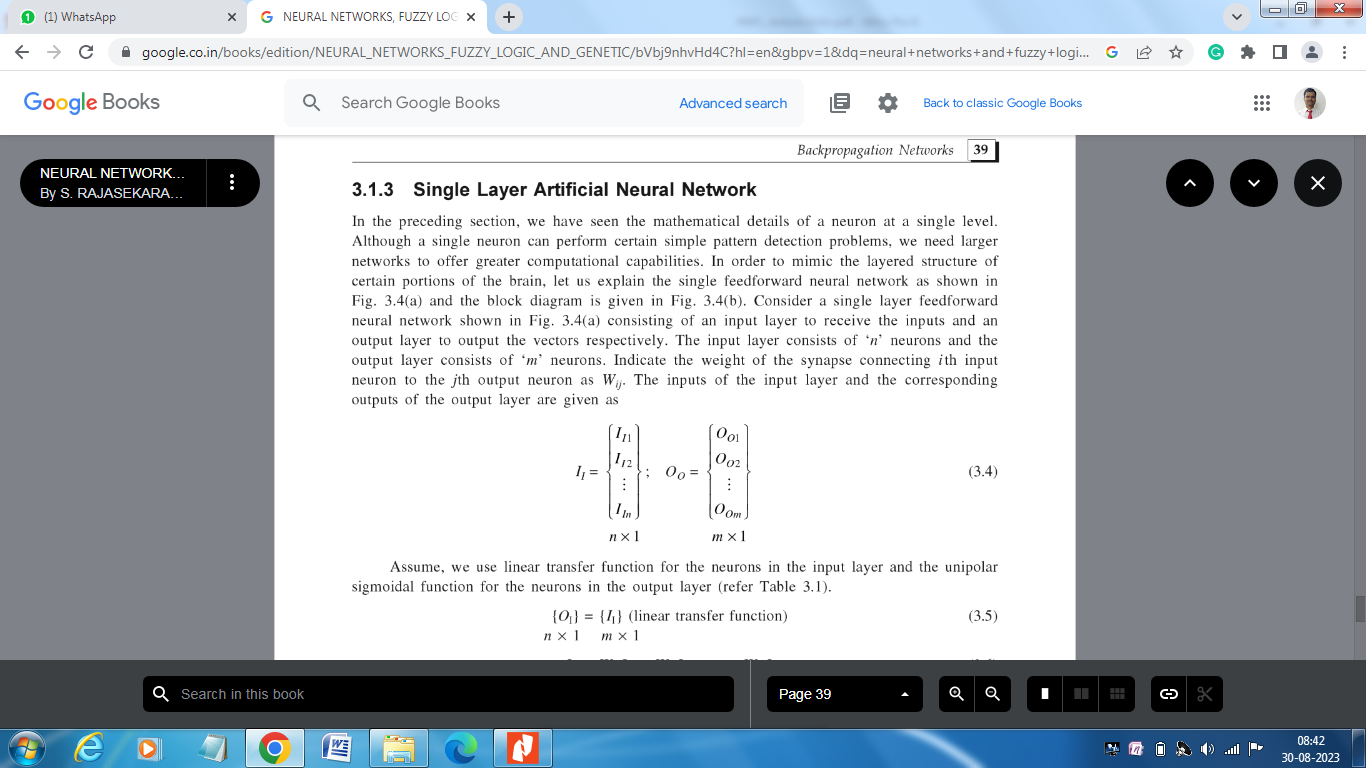 (1) WhatsApp
NEURAL NETWORKS, FUZZY LOG
google.co.in/books/edition/NEURAL_NETWORKS_FUZZY_LOGIC_AND_GENETIC/bVbj9nhvHd4C?hl=en&gbpv=1&dq=neural+networks+and+fuzzy+logi...
Google Books
Search Google Books
Advanced search
Back to classic Google Books
NEURAL NETWORK...
By S. RAJASEKARA...
Backpropagation Networks 39
3.1.3 Single Layer Artificial Neural Network
In the preceding section, we have seen the mathematical details of a neuron at a single level.
Although a single neuron can perform certain simple pattern detection problems, we need larger
networks to offer greater computational capabilities. In order to mimic the layered structure of
certain portions of the brain, let us explain the single feedforward neural network as shown in
Fig. 3.4(a) and the block diagram is given in Fig. 3.4(b). Consider a single layer feedforward
neural network shown in Fig. 3.4(a) consisting of an input layer to receive the inputs and an
output layer to output the vectors respectively. The input layer consists of ‘n’ neurons and the
output layer consists of ‘m’ neurons. Indicate the weight of the synapse connecting ith input
neuron to the jth output neuron as Wij. The inputs of the input layer and the corresponding
outputs of the output layer are given as
I_I = { I_I1 I_I2 ⋮ I_In } ; O_O = { O_O1 O_O2 ⋮ O_Om } (3.4)
n × 1 m × 1
Assume, we use linear transfer function for the neurons in the input layer and the unipolar
sigmoidal function for the neurons in the output layer (refer Table 3.1).
{O_I} = {I_I} (linear transfer function) (3.5)
n × 1 m × 1
Search in this book
Page 39
08:42
30-08-2023